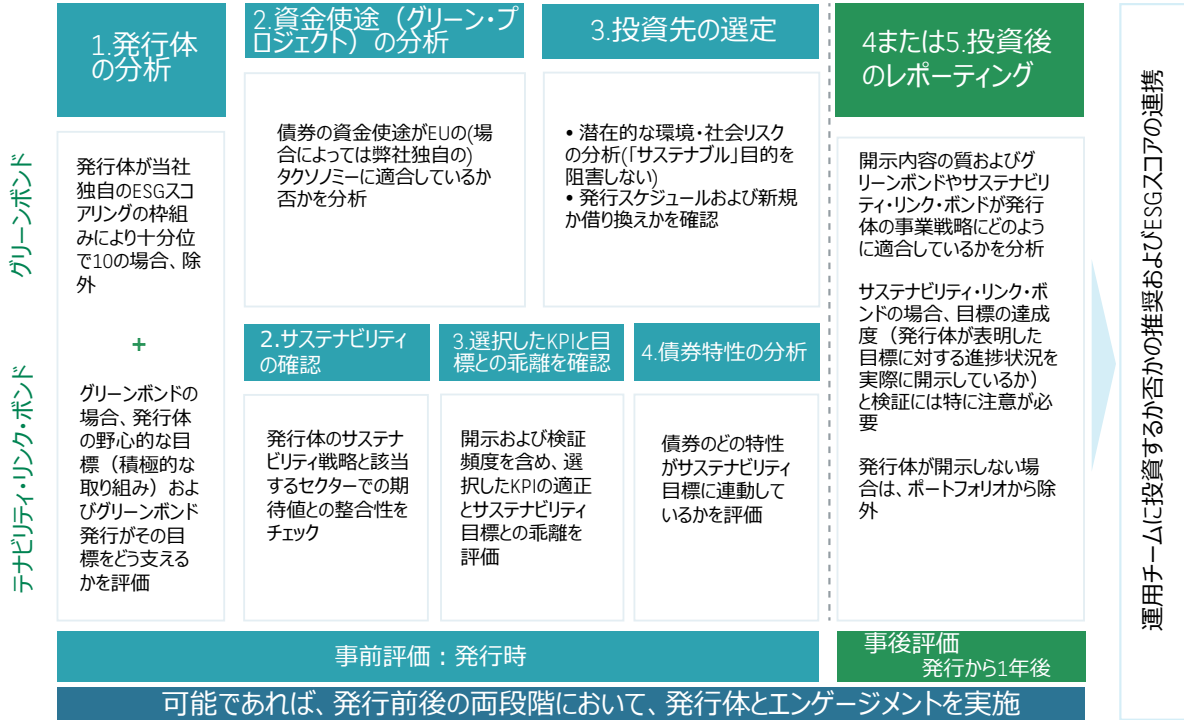 1.発行体
の分析
2.資金使途（グリーン・プ
ロジェクト）の分析
3.投資先の選定
4または5.投資後
のレポーティング
グリーンボンド
発行体が当社
独自のESGスコ
アリングの枠組
みにより十分位
で10の場合、除
外
債券の資金使途がEUの(場
合によっては弊社独自の)
タクソノミーに適合しているか
否かを分析
• 潜在的な環境・社会リスク
の分析(「サステナブル」目的を
阻害しない)
• 発行スケジュールおよび新規
か借り換えかを確認
開示内容の質およびグ
リーンボンドやサステナビリ
ティ・リンク・ボンドが発行
体の事業戦略にどのよう
に適合しているかを分析
サステナビリティ・リンク・ボ
ンドの場合、目標の達成
度（発行体が表明した
目標に対する進捗状況を
実際に開示しているか）
と検証には特に注意が必
要
発行体が開示しない場
合は、ポートフォリオから除
外
+
テナビリティ・リンク・ボンド
グリーンボンドの
場合、発行体
の野心的な目
標（積極的な
取り組み）およ
びグリーンボンド
発行がその目
標をどう支える
かを評価
2.サステナビリティ
の確認
3.選択したKPIと目
標との乖離を確認
4.債券特性の分析
発行体のサステナ
ビリティ戦略と該当
するセクターでの期
待値との整合性を
チェック
開示および検証
頻度を含め、選
択したKPIの適正
とサステナビリティ
目標との乖離を
評価
債券のどの特性
がサステナビリティ
目標に連動して
いるかを評価
事前評価：発行時
事後評価
発行から1年後
可能であれば、発行前後の両段階において、発行体とエンゲージメントを実施
運用チームに投資するか否かの推奨およびESGスコアの連携